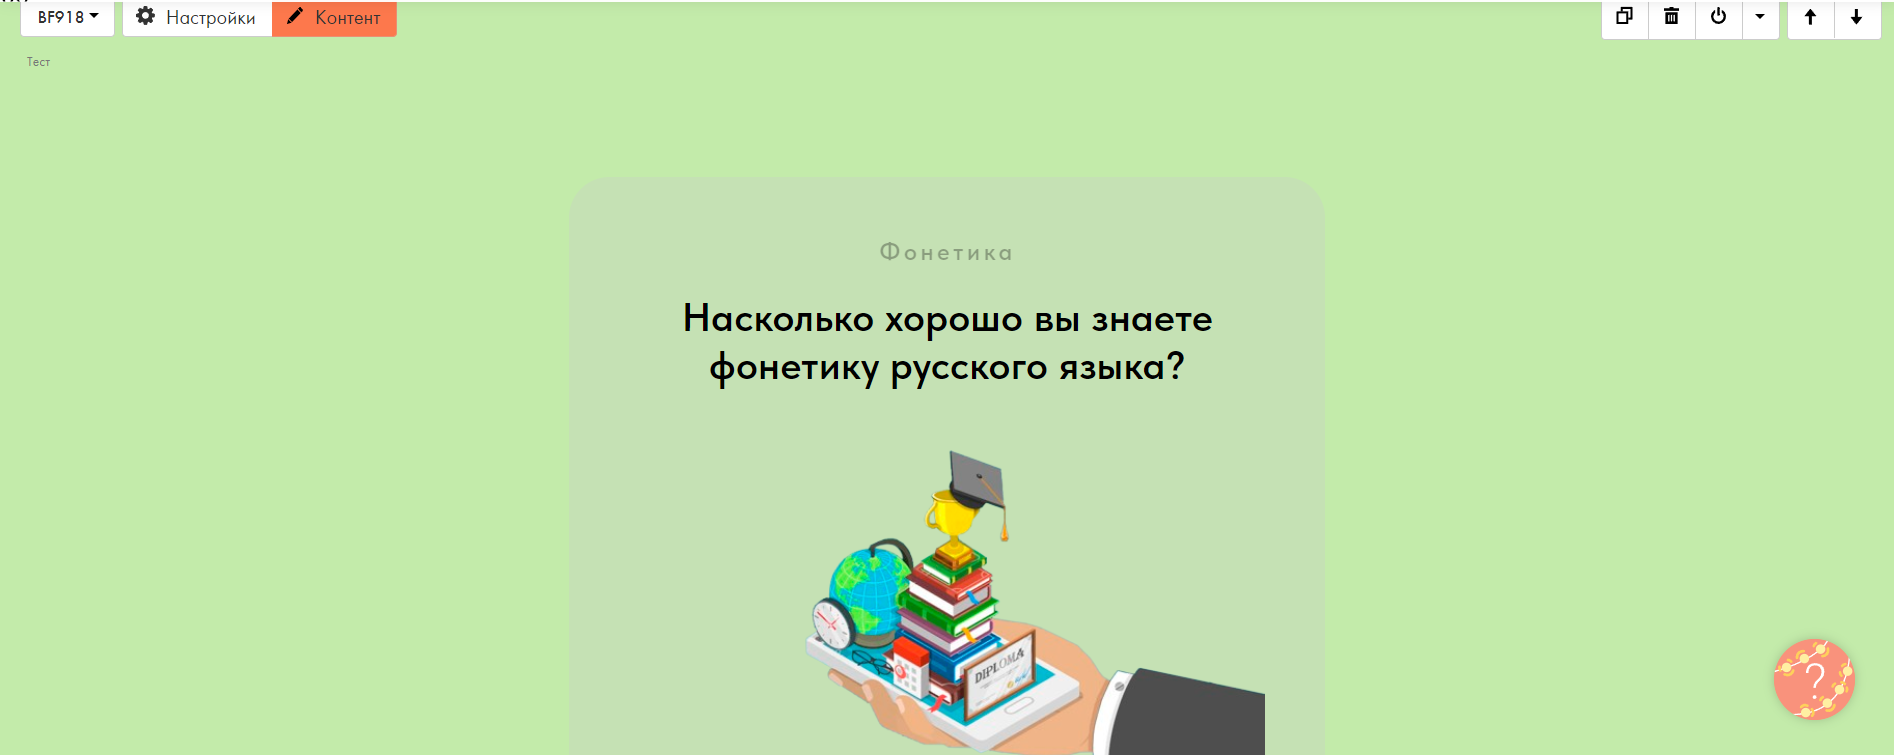 BF918
Настройки
Контент
Тест
Фонетика
Насколько хорошо вы знаете
фонетику русского языка?
DIPLOMA
?